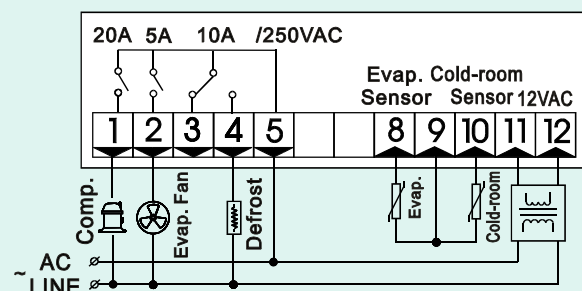 20A 5A 10A /250VAC
Evap. Cold-room
Sensor Sensor 12VAC
1 2 3 4 5 8 9 10 11 12
Comp.
Evap. Fan
Defrost
Evap.
Cold-room
AC
~ LINE